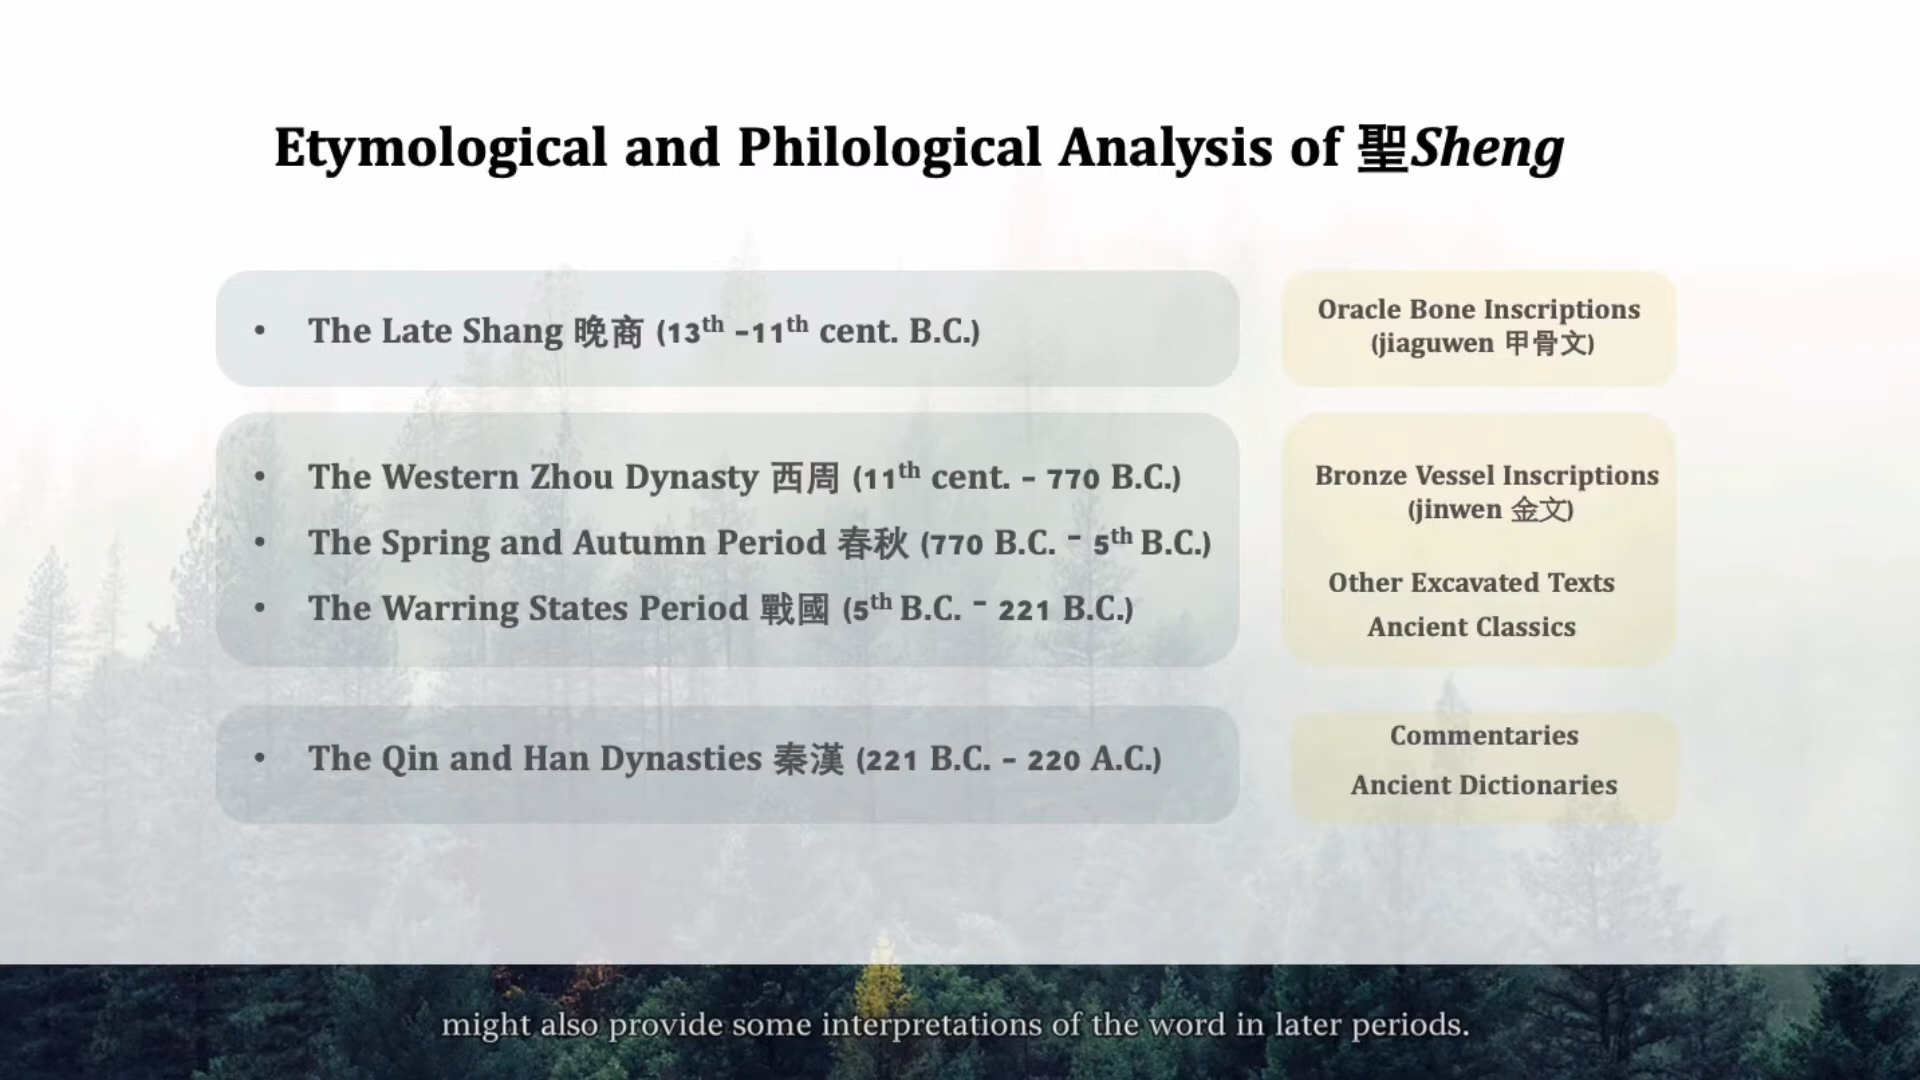 Etymological and Philological Analysis of 聖Sheng
• The Late Shang 晚商 (13th –11th cent. B.C.)
Oracle Bone Inscriptions
(jiaguwen 甲骨文)
• The Western Zhou Dynasty 西周 (11th cent. – 770 B.C.)
• The Spring and Autumn Period 春秋 (770 B.C. – 5th B.C.)
• The Warring States Period 戰國 (5th B.C. – 221 B.C.)
Bronze Vessel Inscriptions
(jinwen 金文)
Other Excavated Texts
Ancient Classics
• The Qin and Han Dynasties 秦漢 (221 B.C. – 220 A.C.)
Commentaries
Ancient Dictionaries
might also provide some interpretations of the word in later periods.